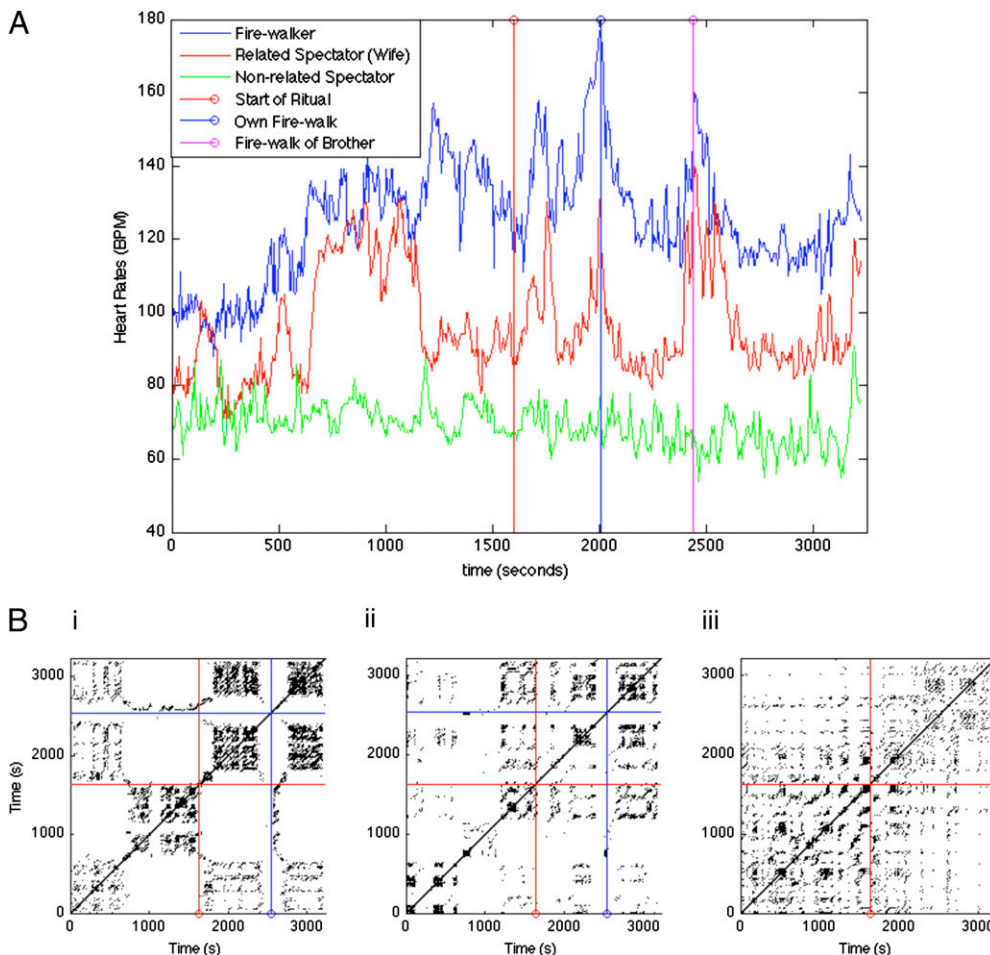 A
180
160
140
120
100
80
60
40
Heart Rates (BPM)
Fire-walker
Related Spectator (Wife)
Non-related Spectator
Start of Ritual
Own Fire-walk
Fire-walk of Brother
0 500 1000 1500 2000 2500 3000
time (seconds)
B
i
ii
iii
3000
2000
1000
0
Time (s)
0 1000 2000 3000
Time (s)
3000
2000
1000
0
0 1000 2000 3000
Time (s)
3000
2000
1000
0
0 1000 2000 3000
Time (s)